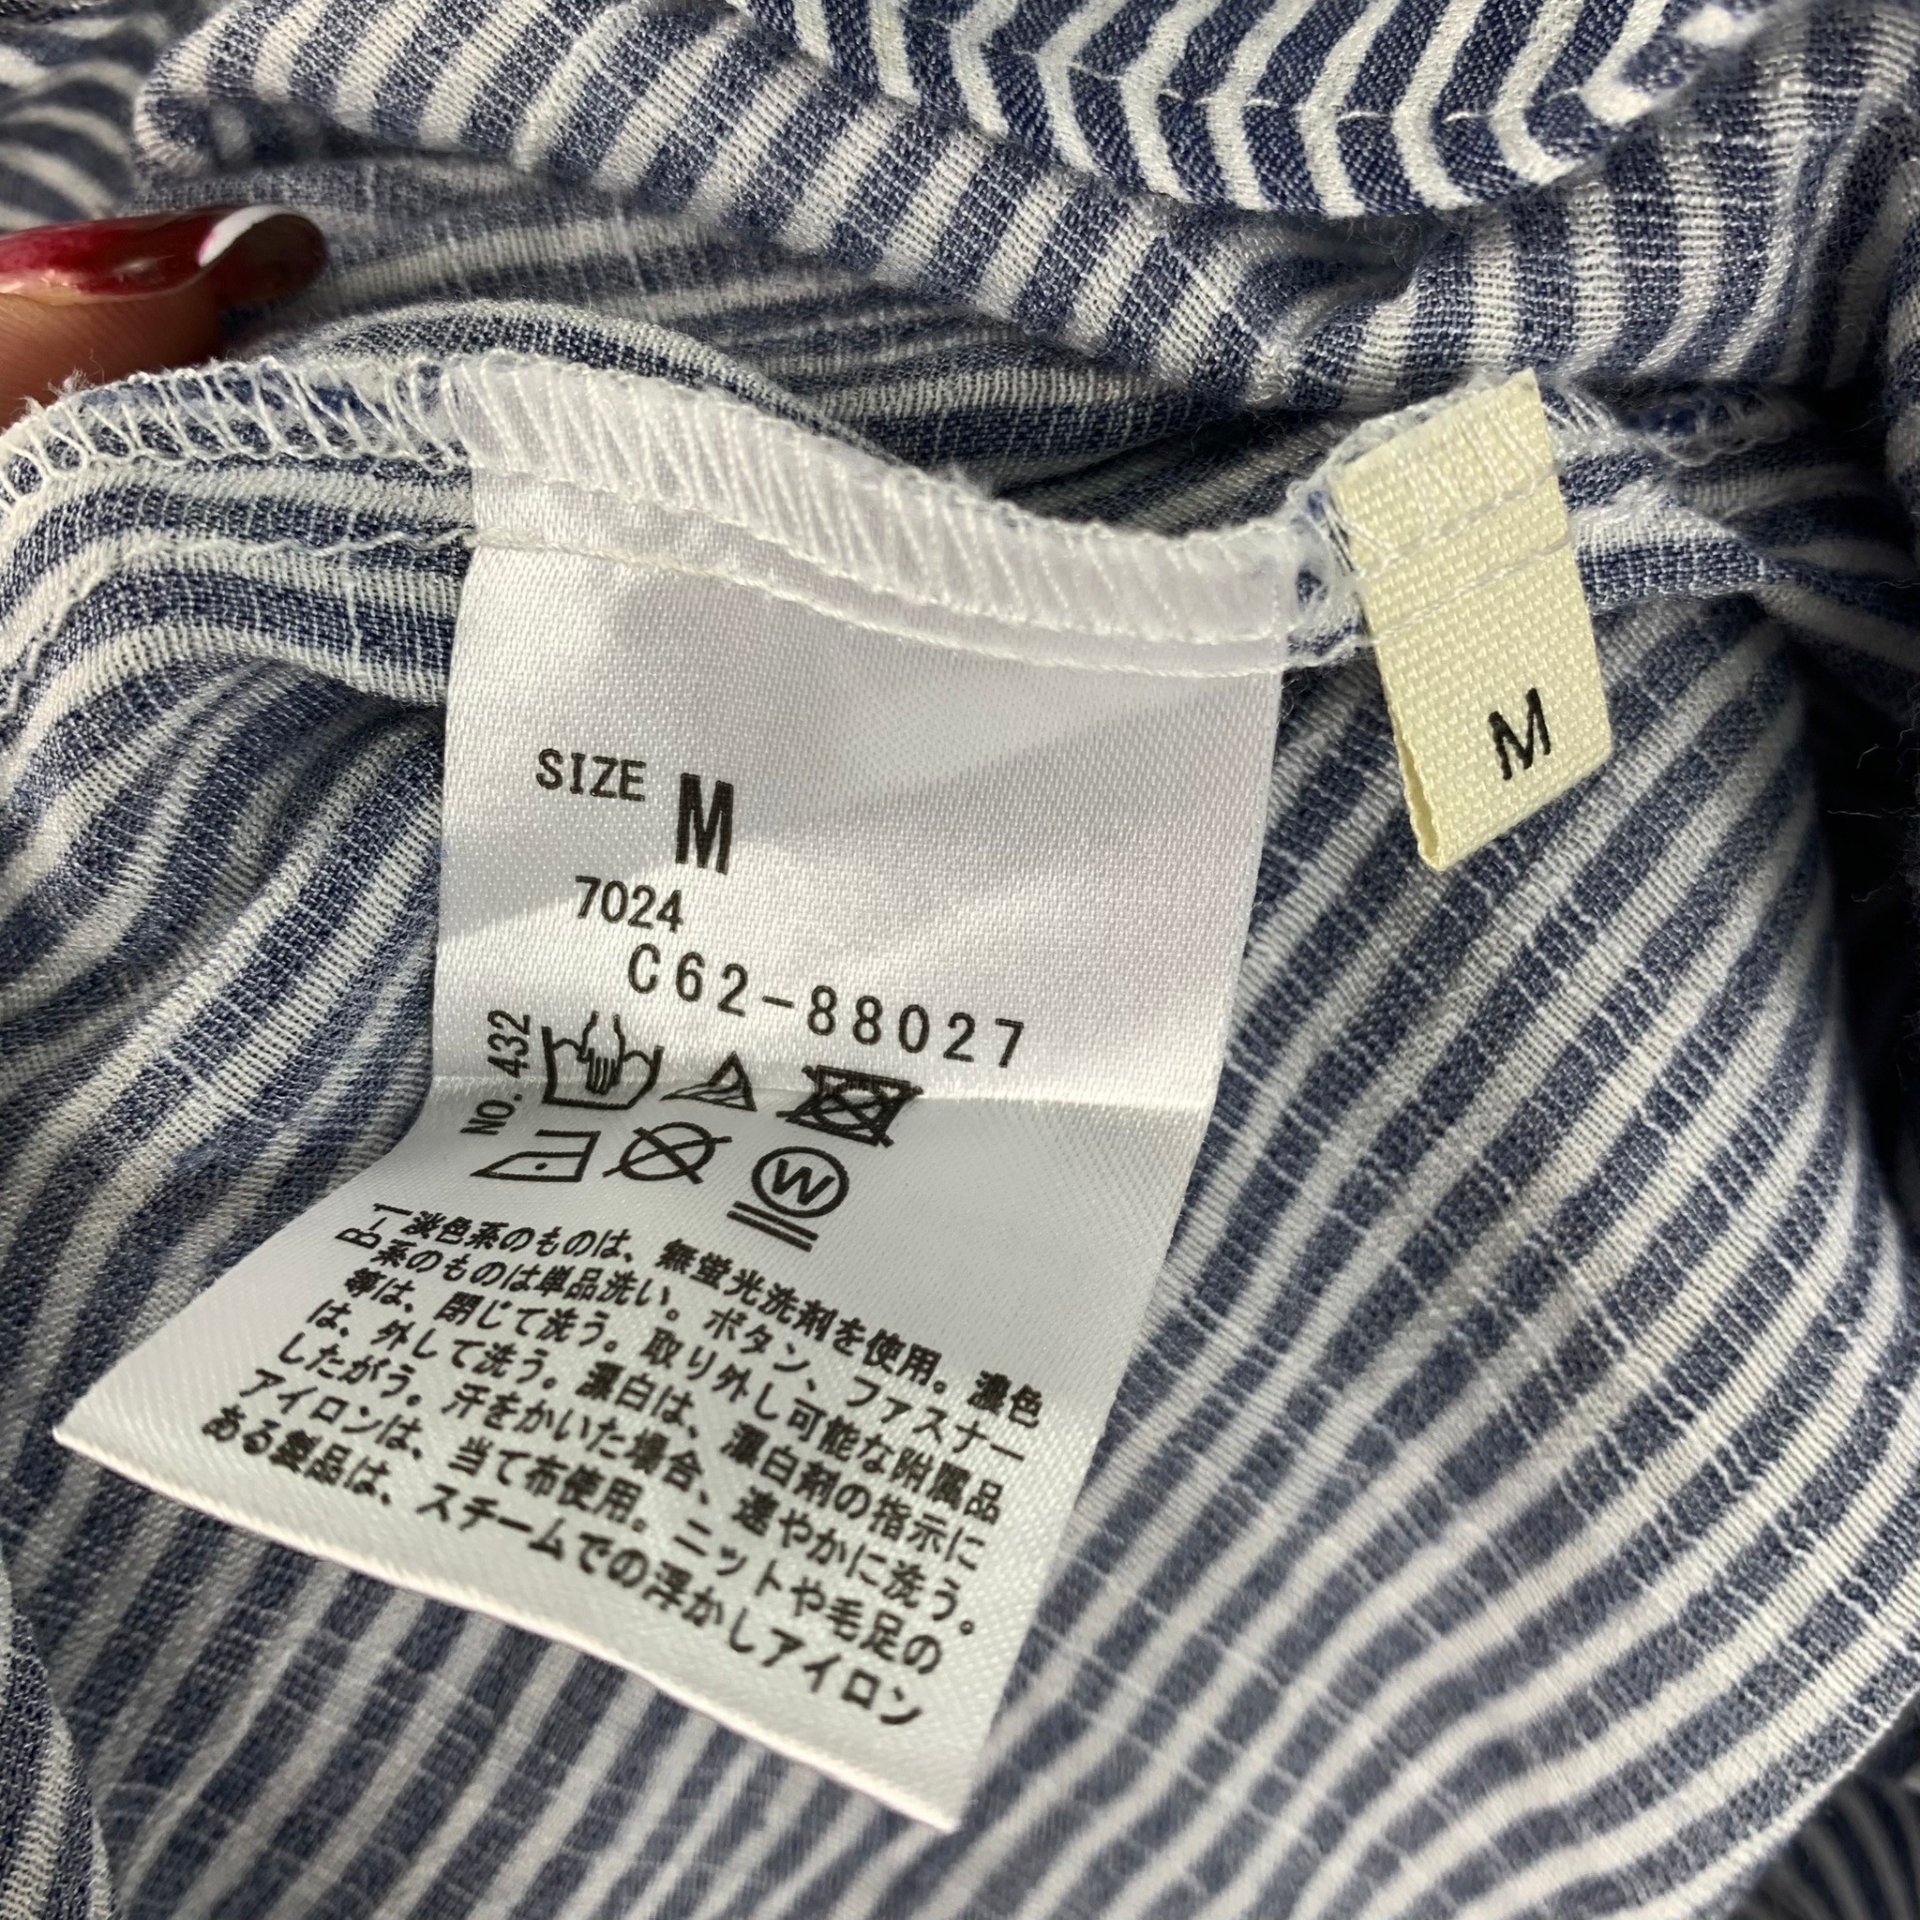 SIZE M
7024
C62-88027
NO. 432
W
B-1 淡色系のものは、無蛍光洗剤を使用。濃色
系のものは単品洗い。ボタン、ファスナー
等は、閉じて洗う。取り外し可能な附属品
は、外して洗う。漂白は、漂白剤の指示に
したがう。汗をかいた場合、速やかに洗う。
アイロンは、当て布使用。ニットや毛足の
ある製品は、スチームでの浮かしアイロン
M